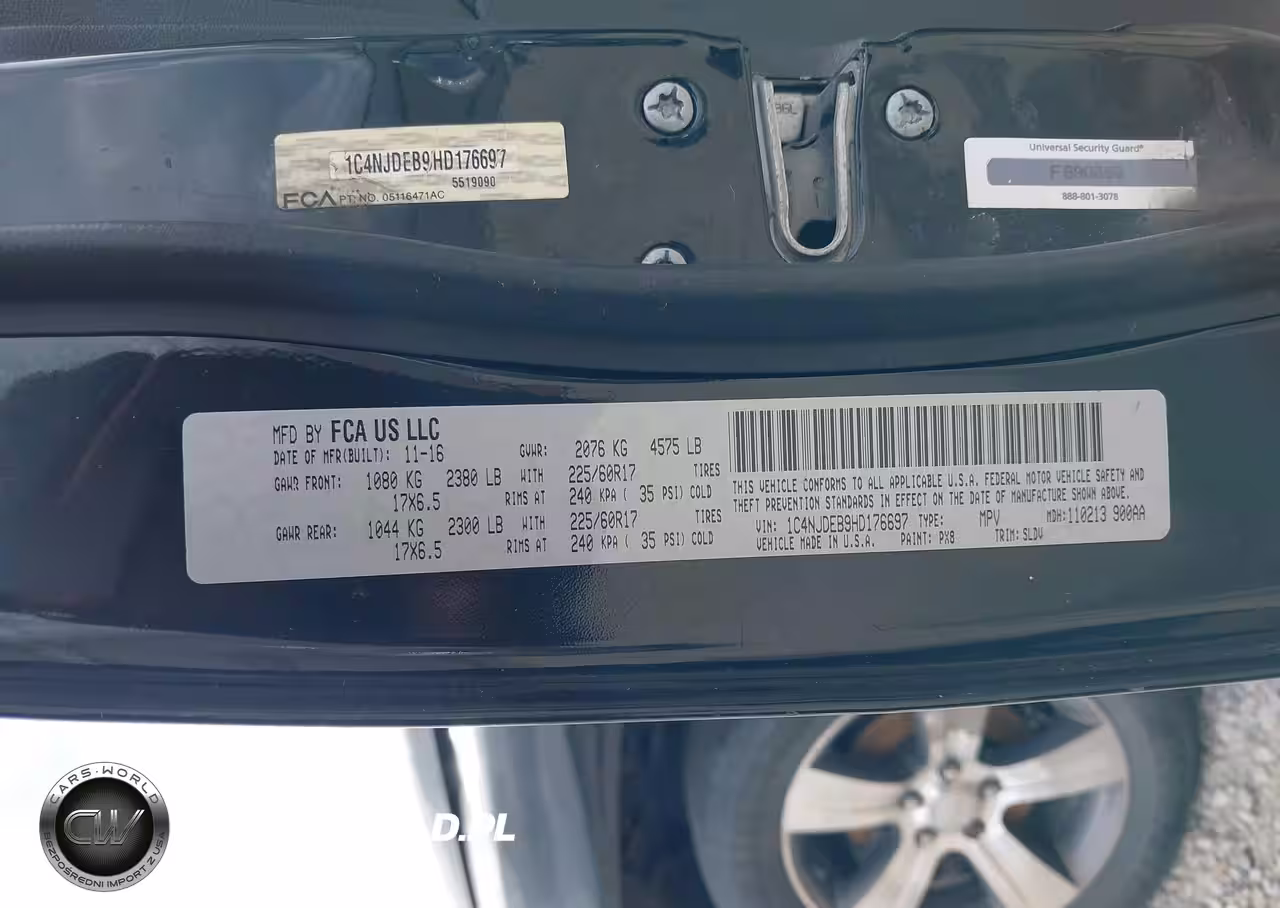 1C4NJDEB9HD176697
5519090
FCA PT. NO. 05116471AC
Universal Security Guard®
888-801-3078
MFD BY FCA US LLC
DATE OF MFR(BUILT): 11-16 GVWR: 2076 KG 4575 LB
GAWR FRONT: 1080 KG 2380 LB WITH 225/60R17 TIRES
17X6.5 RIMS AT 240 KPA ( 35 PSI) COLD
GAWR REAR: 1044 KG 2300 LB WITH 225/60R17 TIRES
17X6.5 RIMS AT 240 KPA ( 35 PSI) COLD
THIS VEHICLE CONFORMS TO ALL APPLICABLE U.S.A. FEDERAL MOTOR VEHICLE SAFETY AND
THEFT PREVENTION STANDARDS IN EFFECT ON THE DATE OF MANUFACTURE SHOWN ABOVE.
VIN: 1C4NJDEB9HD176697 TYPE: MPV MDH:110213 900AA
VEHICLE MADE IN U.S.A. PAINT: PX8 TRIM: SLDV
CARS-WORLD
CW
BEZPOŚREDNI IMPORT Z USA
D.PL